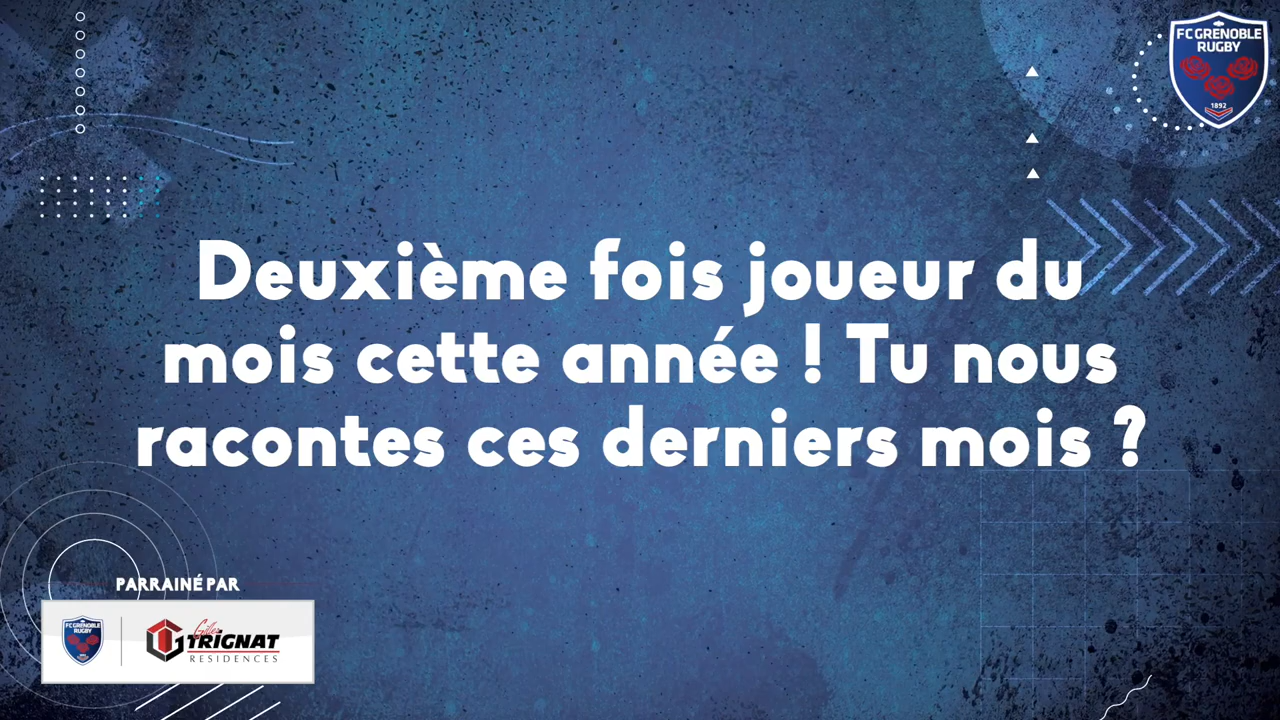 FC GRENOBLE
RUGBY
1892
Deuxième fois joueur du
mois cette année ! Tu nous
racontes ces derniers mois ?
PARRAINÉ PAR
FC GRENOBLE
RUGBY
Gilles
TRIGNAT
RESIDENCES